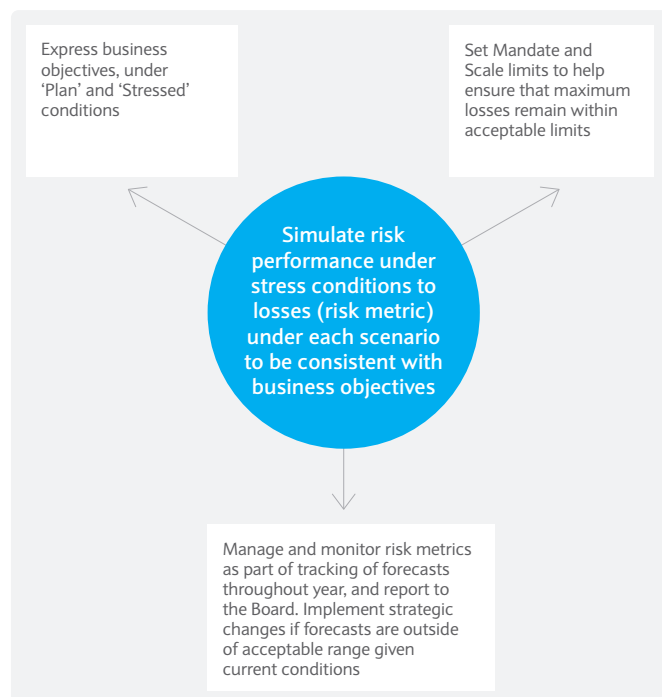 Express business
objectives, under
‘Plan’ and ‘Stressed’
conditions
Set Mandate and
Scale limits to help
ensure that maximum
losses remain within
acceptable limits
Simulate risk
performance under
stress conditions to
losses (risk metric)
under each scenario
to be consistent with
business objectives
Manage and monitor risk metrics
as part of tracking of forecasts
throughout year, and report to
the Board. Implement strategic
changes if forecasts are outside
of acceptable range given
current conditions